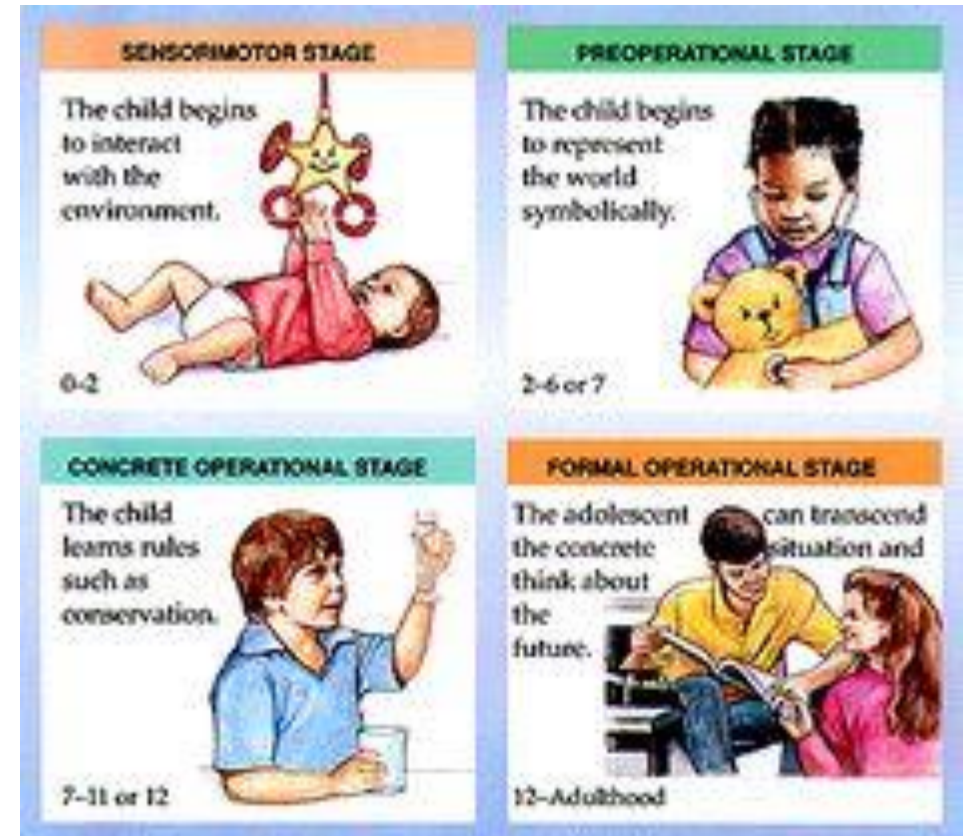 SENSORIMOTOR STAGE
The child begins
to interact
with the
environment.
0-2
PREOPERATIONAL STAGE
The child begins
to represent
the world
symbolically.
2-6 or 7
CONCRETE OPERATIONAL STAGE
The child
learns rules
such as
conservation.
7-11 or 12
FORMAL OPERATIONAL STAGE
The adolescent can transcend
the concrete situation and
think about
the
future.
12-Adulthood